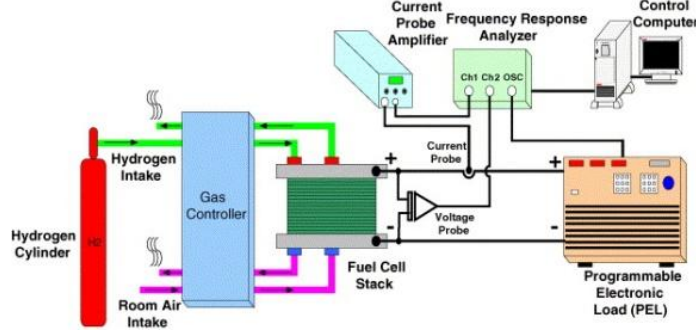 Current
Probe
Amplifier
Frequency Response
Analyzer
Control
Computer
Ch1 Ch2 OSC
Hydrogen
Intake
Current
Probe
+
+
Gas
Controller
H2
Hydrogen
Cylinder
Voltage
Probe
-
-
Fuel Cell
Stack
Room Air
Intake
Programmable
Electronic
Load (PEL)